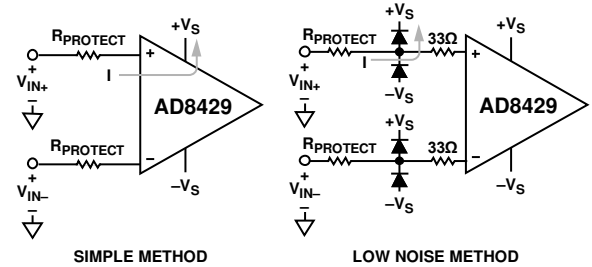 +VS
RPROTECT
+
I
+
VIN+
−
AD8429
RPROTECT
−
+
VIN−
−
−VS
SIMPLE METHOD
+VS
RPROTECT
33Ω
+VS
+
I
+
VIN+
−
−VS
AD8429
+VS
RPROTECT
33Ω
−
+
VIN−
−
−VS
−VS
LOW NOISE METHOD